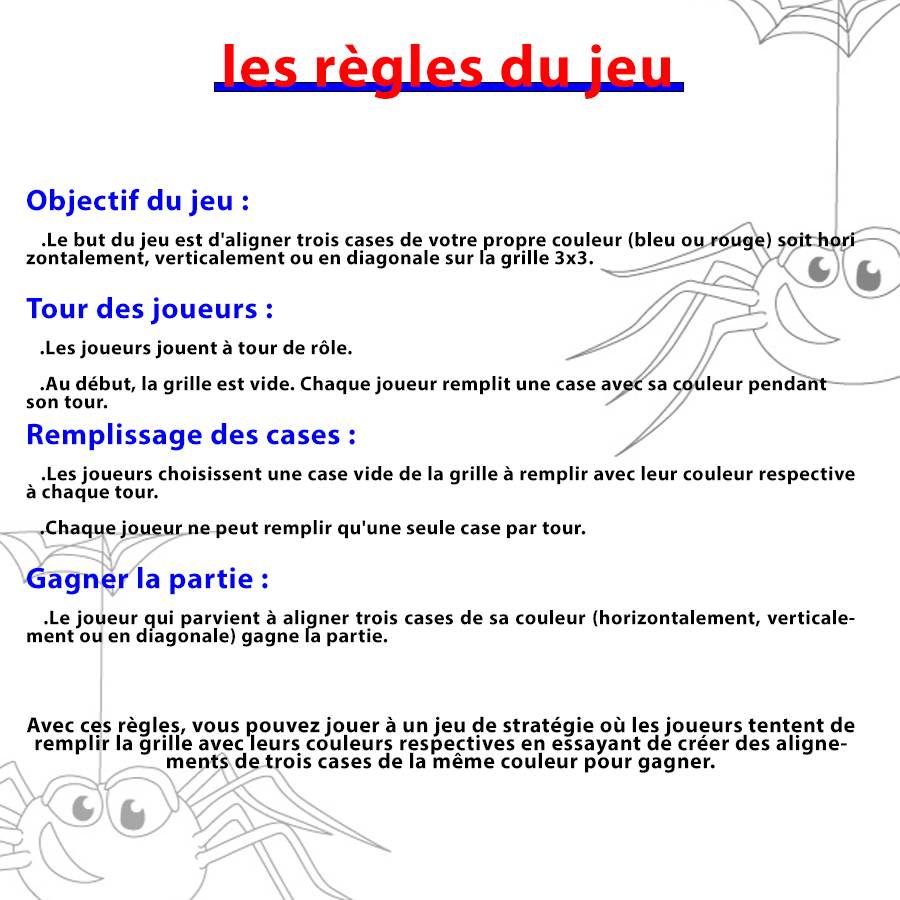 les règles du jeu
Objectif du jeu :
.Le but du jeu est d'aligner trois cases de votre propre couleur (bleu ou rouge) soit hori
zontalement, verticalement ou en diagonale sur la grille 3x3.
Tour des joueurs :
.Les joueurs jouent à tour de rôle.
.Au début, la grille est vide. Chaque joueur remplit une case avec sa couleur pendant
son tour.
Remplissage des cases :
.Les joueurs choisissent une case vide de la grille à remplir avec leur couleur respective
à chaque tour.
.Chaque joueur ne peut remplir qu'une seule case par tour.
Gagner la partie :
.Le joueur qui parvient à aligner trois cases de sa couleur (horizontalement, verticale-
ment ou en diagonale) gagne la partie.
Avec ces règles, vous pouvez jouer à un jeu de stratégie où les joueurs tentent de
remplir la grille avec leurs couleurs respectives en essayant de créer des aligne-
ments de trois cases de la même couleur pour gagner.